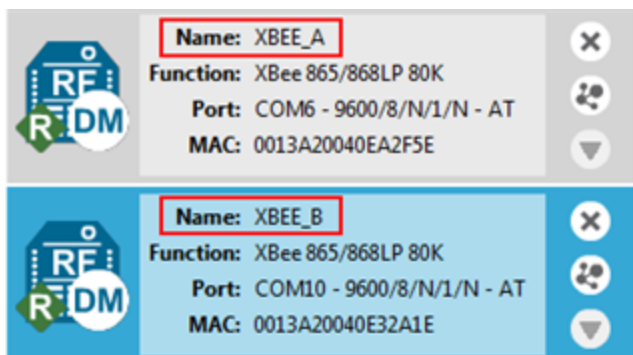 RF
R DM
Name: XBEE_A
Function: XBee 865/868LP 80K
Port: COM6 - 9600/8/N/1/N - AT
MAC: 0013A20040EA2F5E
RF
R DM
Name: XBEE_B
Function: XBee 865/868LP 80K
Port: COM10 - 9600/8/N/1/N - AT
MAC: 0013A20040E32A1E